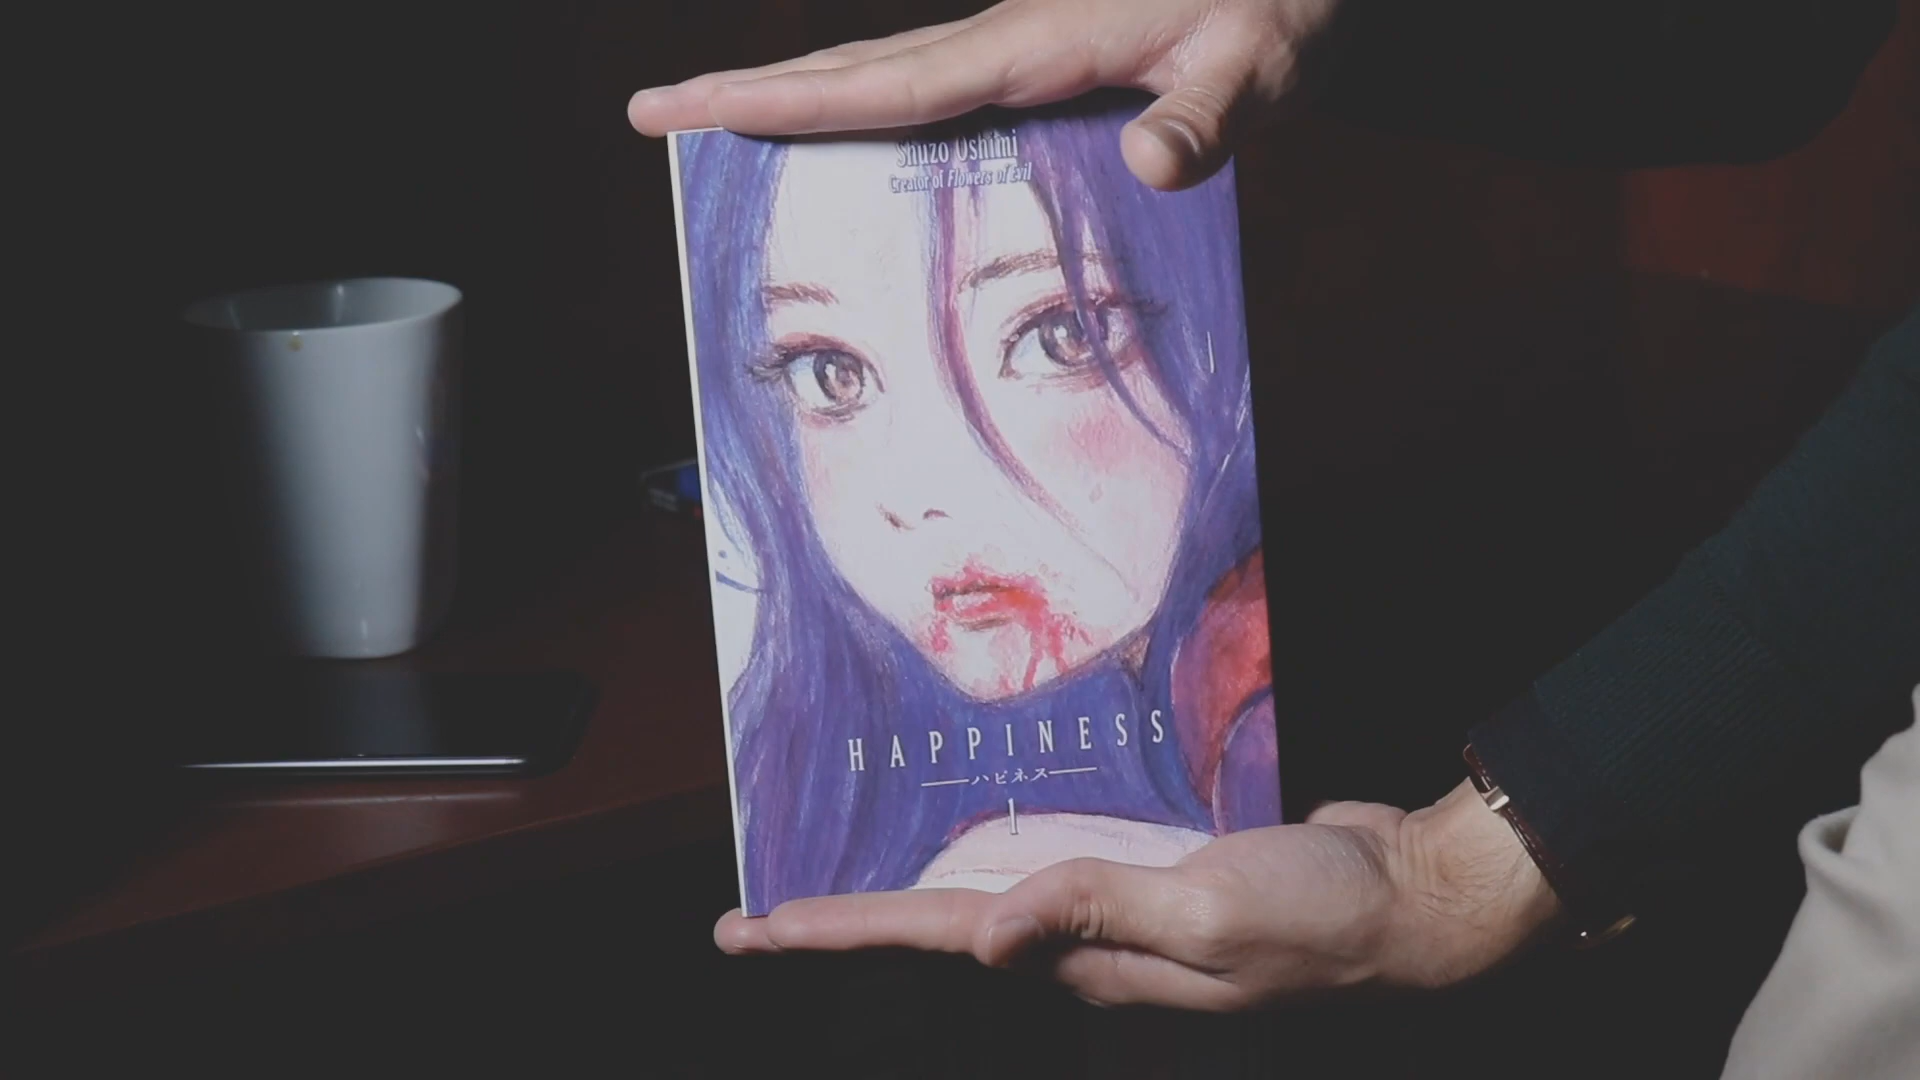 Shuzo Oshimi
Creator of Flowers of Evil
HAPPINESS
ハピネス
1